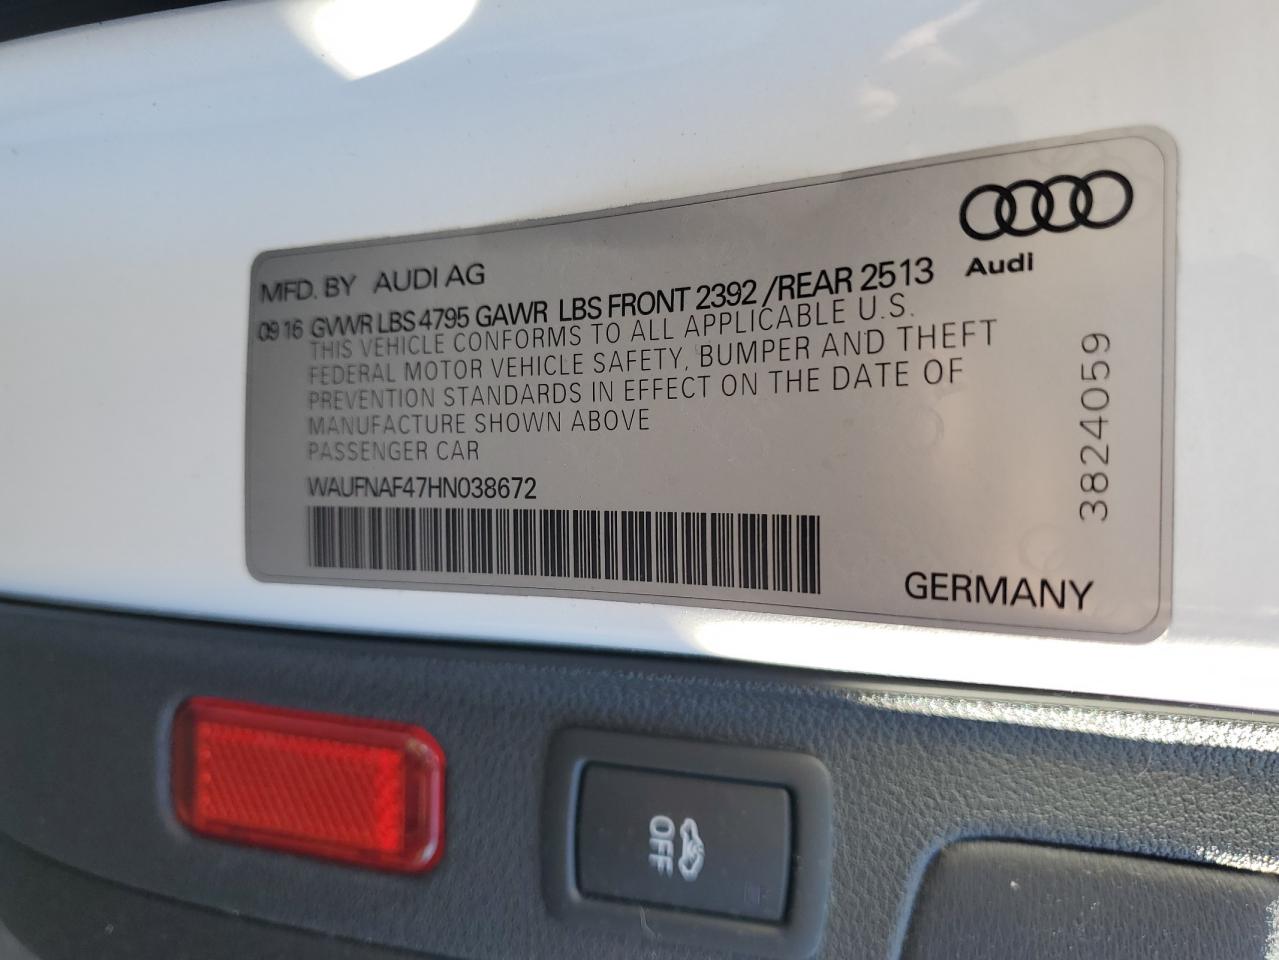 Audi
MFD. BY AUDI AG
09 16 GVWR LBS 4795 GAWR LBS FRONT 2392 /REAR 2513
THIS VEHICLE CONFORMS TO ALL APPLICABLE U.S.
FEDERAL MOTOR VEHICLE SAFETY, BUMPER AND THEFT
PREVENTION STANDARDS IN EFFECT ON THE DATE OF
MANUFACTURE SHOWN ABOVE
PASSENGER CAR
WAUFNAF47HN038672
3824059
GERMANY
OFF